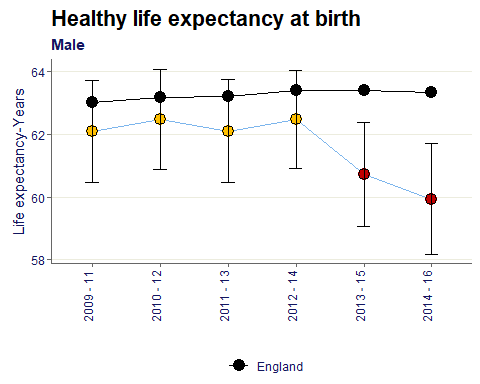 Healthy life expectancy at birth
Male
Life expectancy-Years
64
62
60
58
2009 - 11
2010 - 12
2011 - 13
2012 - 14
2013 - 15
2014 - 16
England